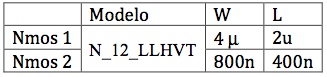 Modelo W L
Nmos 1 N_12_LLHVT 4 µ 2u
Nmos 2 800n 400n